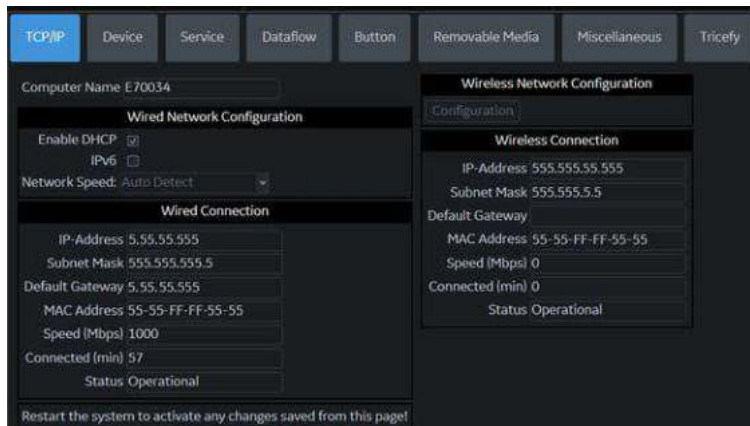 TCP/IP Device Service Dataflow Button Removable Media Miscellaneous Tricefy
Computer Name E70034
Wired Network Configuration
Enable DHCP
IPv6
Network Speed: Auto Detect
Wired Connection
IP-Address 5.55.55.555
Subnet Mask 555.555.555.5
Default Gateway 5.55.55.555
MAC Address 55-55-FF-FF-55-55
Speed (Mbps) 1000
Connected (min) 57
Status Operational
Restart the system to activate any changes saved from this page!
Wireless Network Configuration
Configuration
Wireless Connection
IP-Address 555.555.55.555
Subnet Mask 555.555.5.5
Default Gateway
MAC Address 55-55-FF-FF-55-55
Speed (Mbps) 0
Connected (min) 0
Status Operational